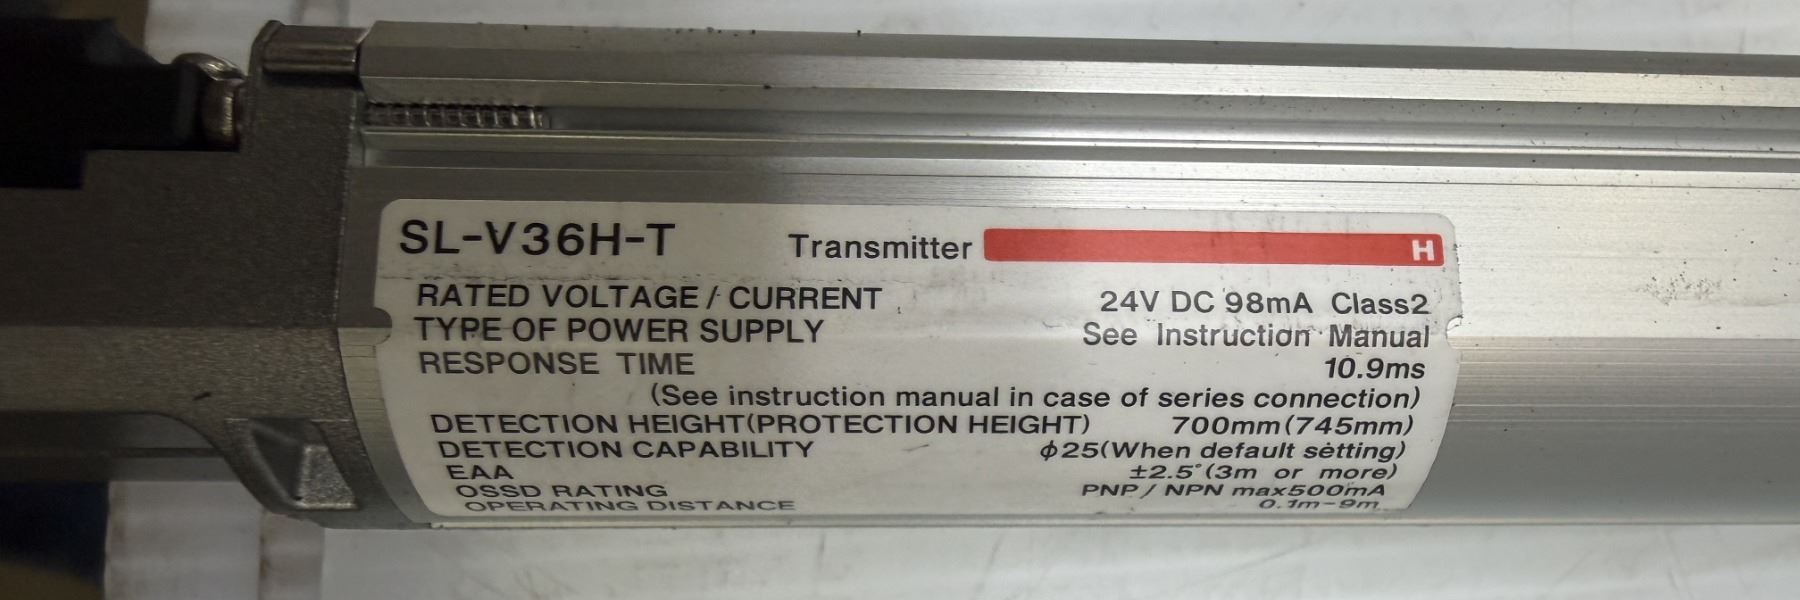 SL-V36H-T Transmitter H
RATED VOLTAGE / CURRENT 24V DC 98mA Class2
TYPE OF POWER SUPPLY See Instruction Manual
RESPONSE TIME 10.9ms
(See instruction manual in case of series connection)
DETECTION HEIGHT(PROTECTION HEIGHT) 700mm(745mm)
DETECTION CAPABILITY ϕ25(When default setting)
EAA ±2.5°(3m or more)
OSSD RATING PNP / NPN max500mA
OPERATING DISTANCE 0.1m-9m